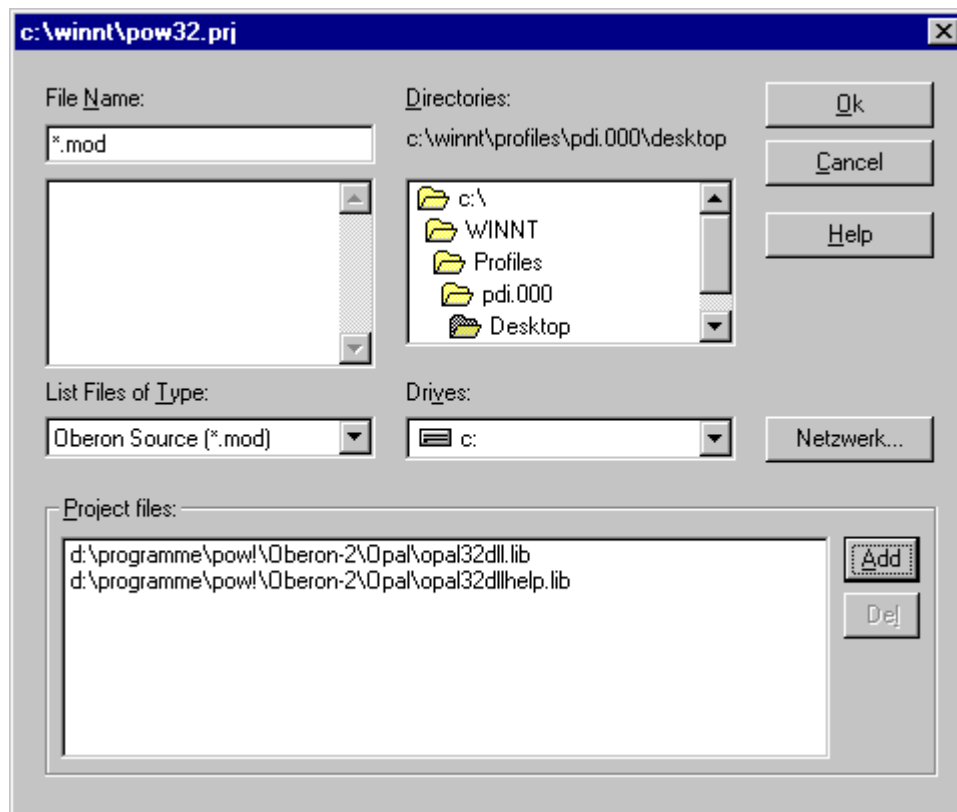 c:\winnt\pow32.prj
File Name:
*.mod
Directories:
c:\winnt\profiles\pdi.000\desktop
c:\
WINNT
Profiles
pdi.000
Desktop
Ok
Cancel
Help
List Files of Type:
Oberon Source (*.mod)
Drives:
c:
Netzwerk...
Project files:
d:\programme\pow!\Oberon-2\Opal\opal32dll.lib
d:\programme\pow!\Oberon-2\Opal\opal32dllhelp.lib
Add
Del